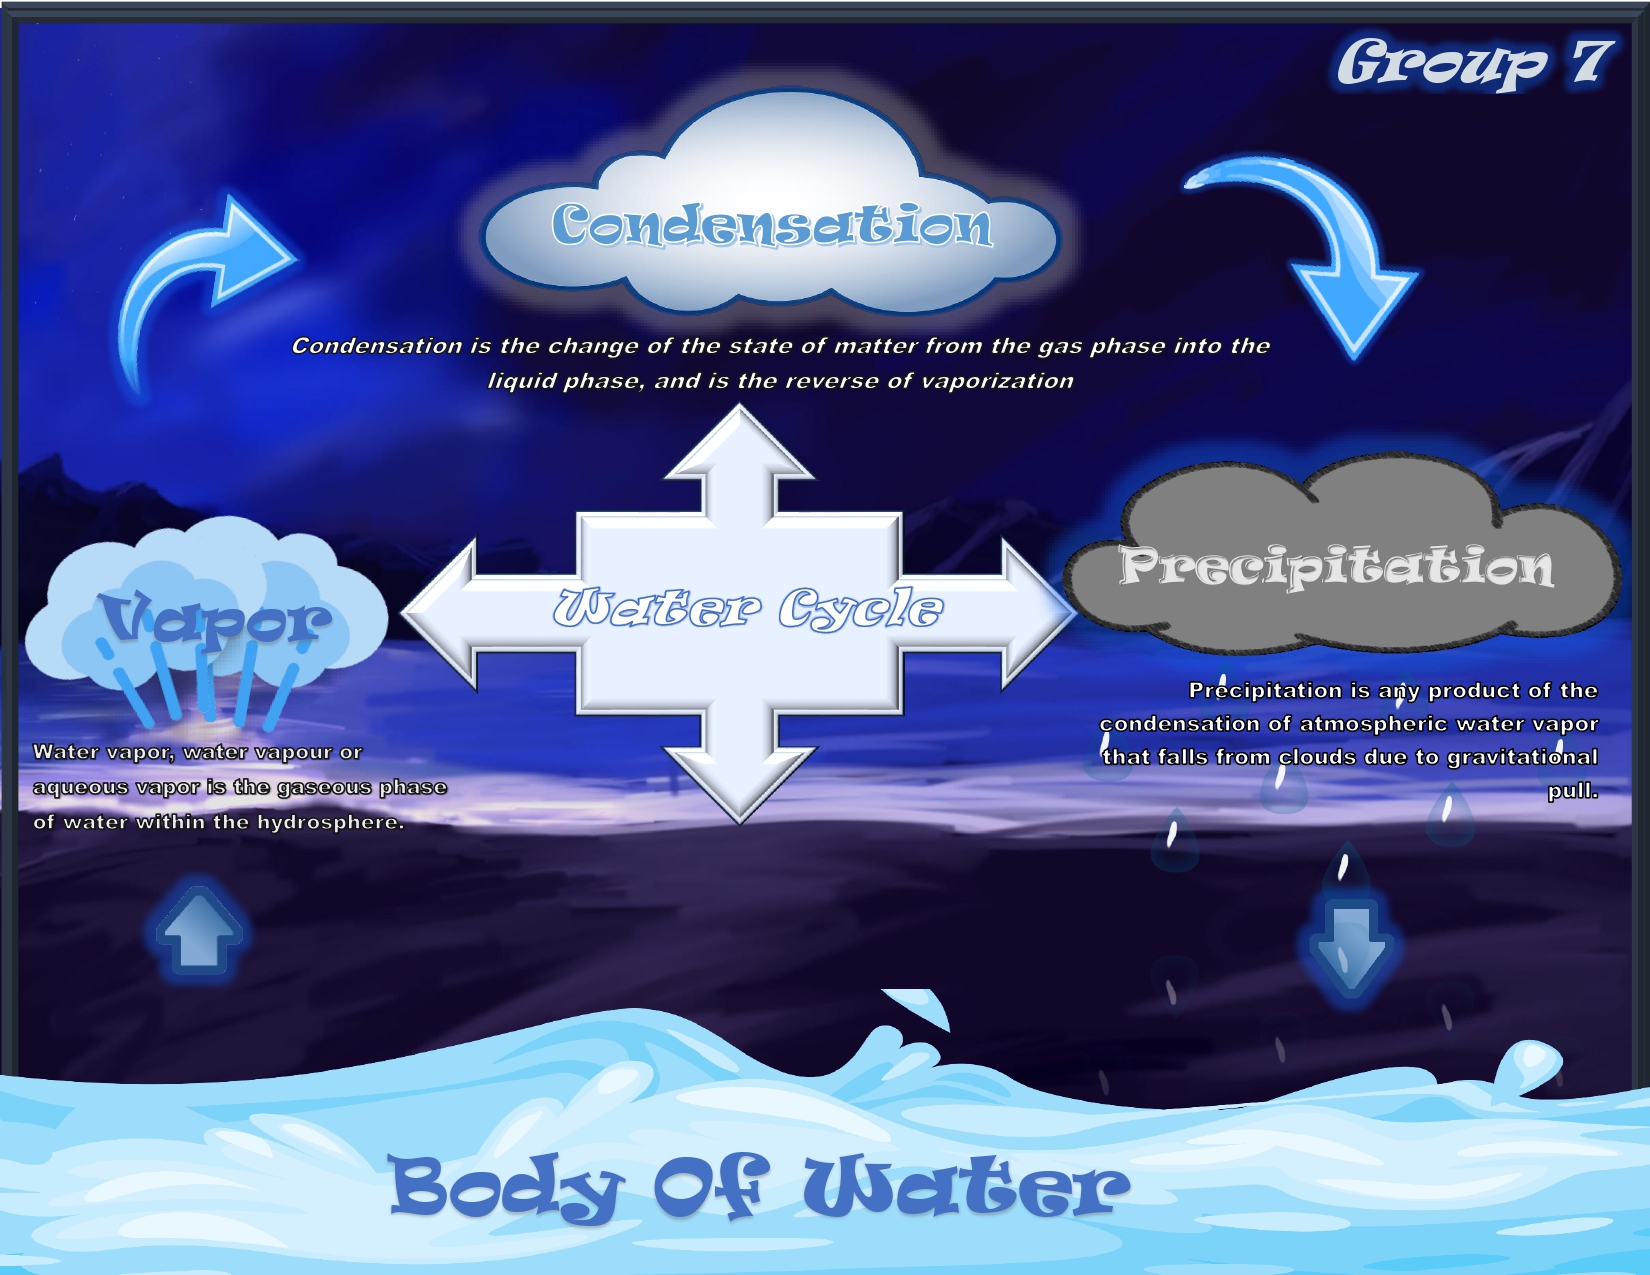 Group 7
Condensation
Condensation is the change of the state of matter from the gas phase into the
liquid phase, and is the reverse of vaporization
Water Cycle
Vapor
Water vapor, water vapour or
aqueous vapor is the gaseous phase
of water within the hydrosphere.
Precipitation
Precipitation is any product of the
condensation of atmospheric water vapor
that falls from clouds due to gravitational
pull.
Body Of Water